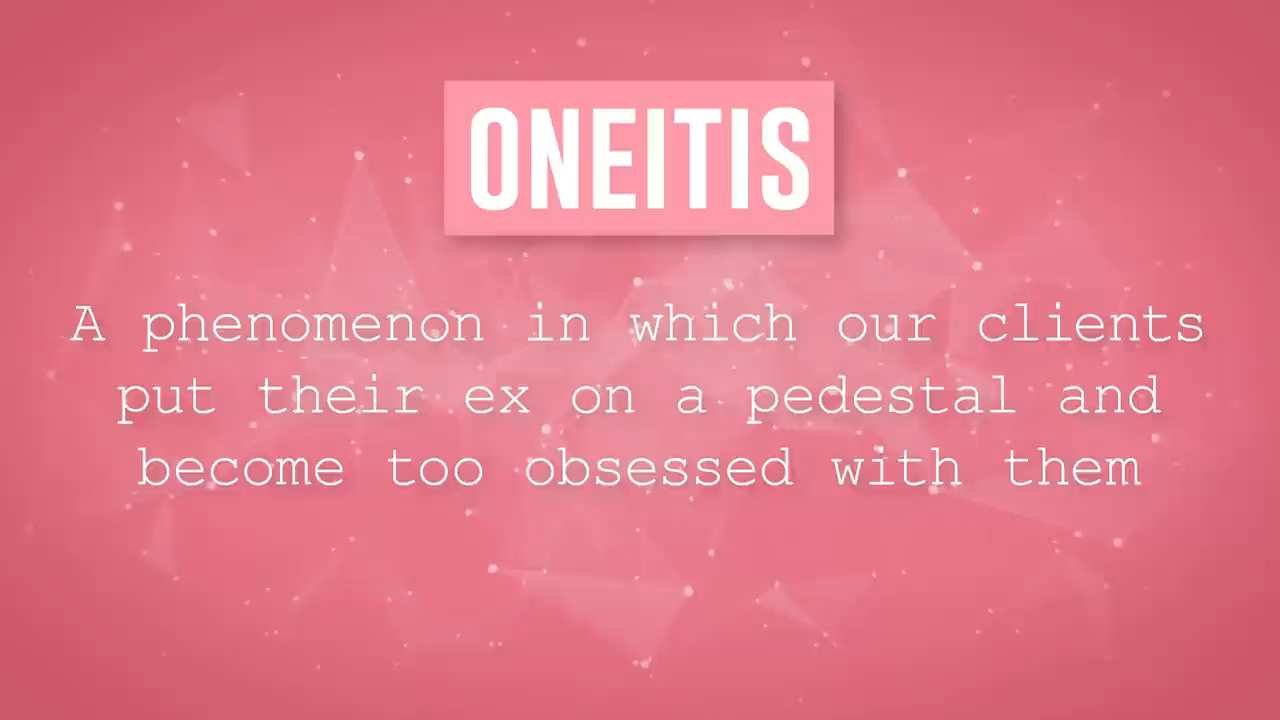 ONEITIS
A phenomenon in which our clients
put their ex on a pedestal and
become too obsessed with them